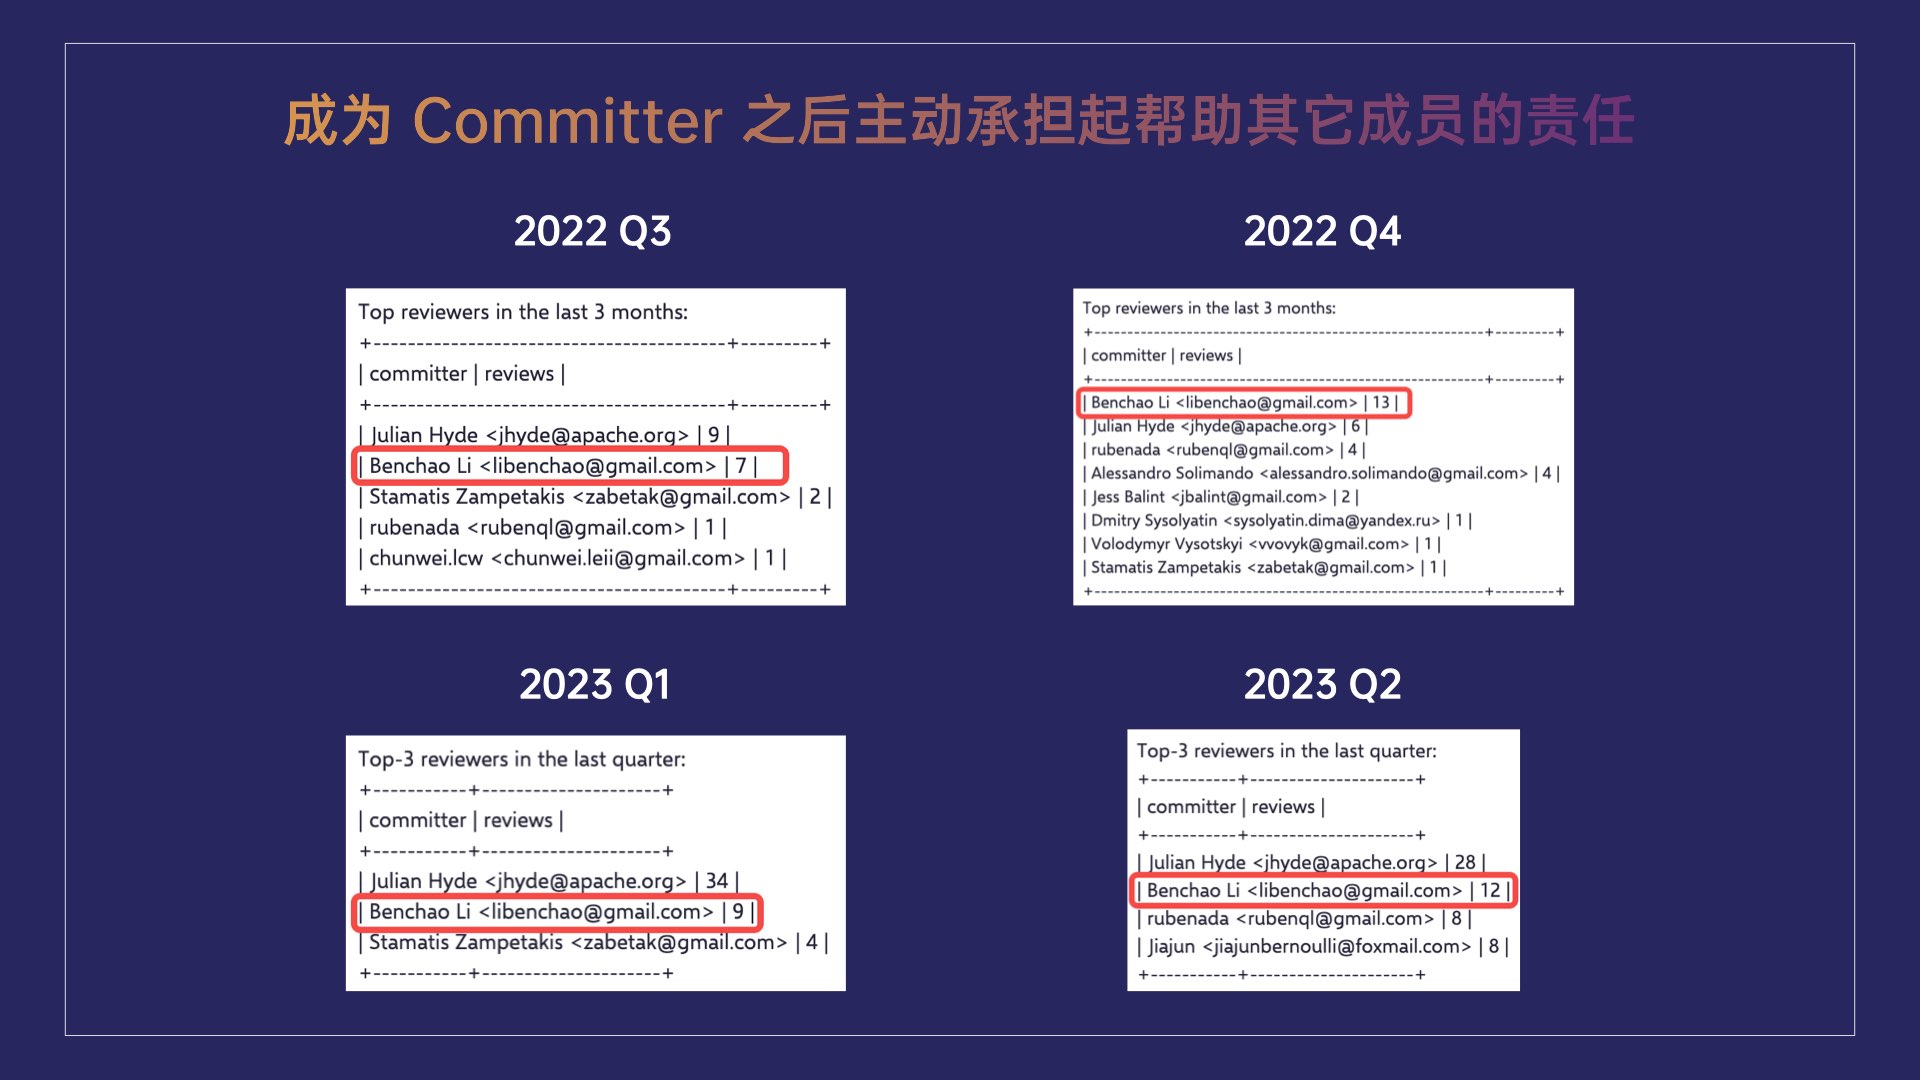 成为 Committer 之后主动承担起帮助其它成员的责任
2022 Q3
Top reviewers in the last 3 months:
+-----------------------------------------+---------+
| committer | reviews |
+-----------------------------------------+---------+
| Julian Hyde <jhyde@apache.org> | 9 |
| Benchao Li <libenchao@gmail.com> | 7 |
| Stamatis Zampetakis <zabetak@gmail.com> | 2 |
| rubenada <rubenql@gmail.com> | 1 |
| chunwei.lcw <chunwei.leii@gmail.com> | 1 |
+-----------------------------------------+---------+
2022 Q4
Top reviewers in the last 3 months:
+----------------------------------------------------------+---------+
| committer | reviews |
+----------------------------------------------------------+---------+
| Benchao Li <libenchao@gmail.com> | 13 |
| Julian Hyde <jhyde@apache.org> | 6 |
| rubenada <rubenql@gmail.com> | 4 |
| Alessandro Solimando <alessandro.solimando@gmail.com> | 4 |
| Jess Balint <jbalint@gmail.com> | 2 |
| Dmitry Sysolyatin <sysolyatin.dima@yandex.ru> | 1 |
| Volodymyr Vysotskyi <vvovyk@gmail.com> | 1 |
| Stamatis Zampetakis <zabetak@gmail.com> | 1 |
+----------------------------------------------------------+---------+
2023 Q1
Top-3 reviewers in the last quarter:
+-----------+---------------------+
| committer | reviews |
+-----------+---------------------+
| Julian Hyde <jhyde@apache.org> | 34 |
| Benchao Li <libenchao@gmail.com> | 9 |
| Stamatis Zampetakis <zabetak@gmail.com> | 4 |
+-----------+---------------------+
2023 Q2
Top-3 reviewers in the last quarter:
+-----------+---------------------+
| committer | reviews |
+-----------+---------------------+
| Julian Hyde <jhyde@apache.org> | 28 |
| Benchao Li <libenchao@gmail.com> | 12 |
| rubenada <rubenql@gmail.com> | 8 |
| Jiajun <jiajunbernoulli@foxmail.com> | 8 |
+-----------+---------------------+